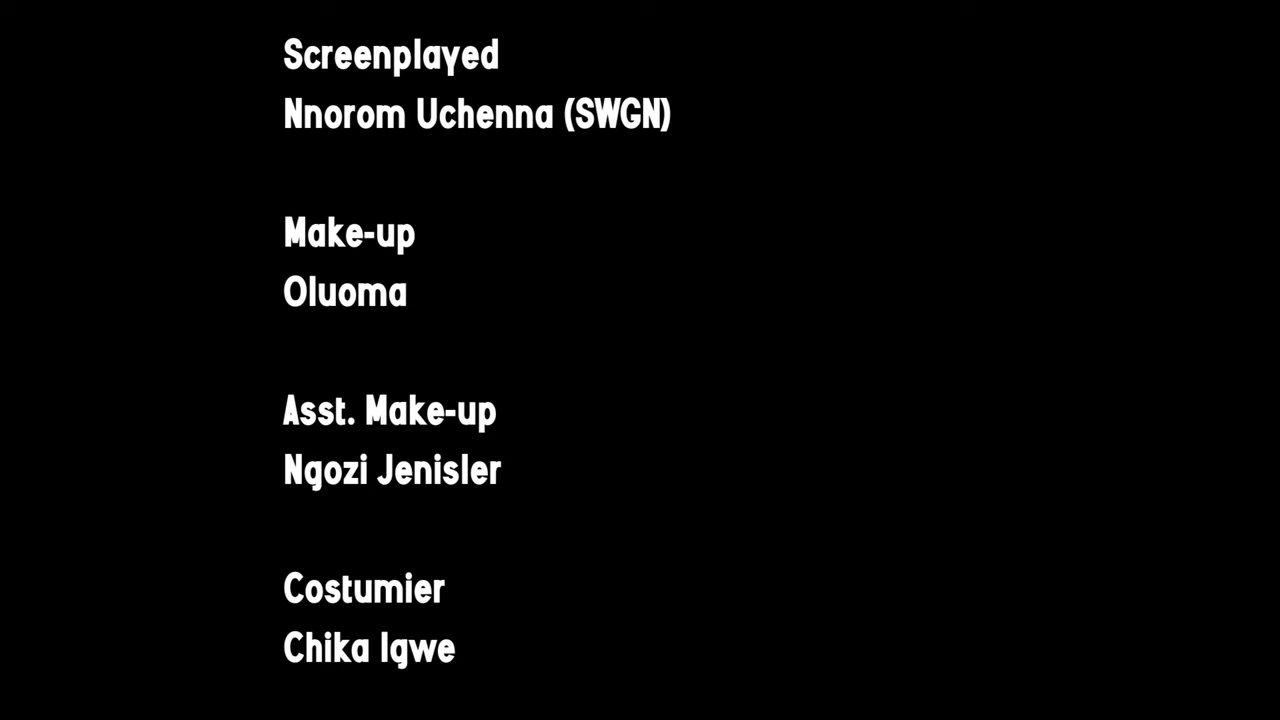 Screenplayed
Nnorom Uchenna (SWGN)
Make-up
Oluoma
Asst. Make-up
Ngozi Jenisler
Costumier
Chika Igwe